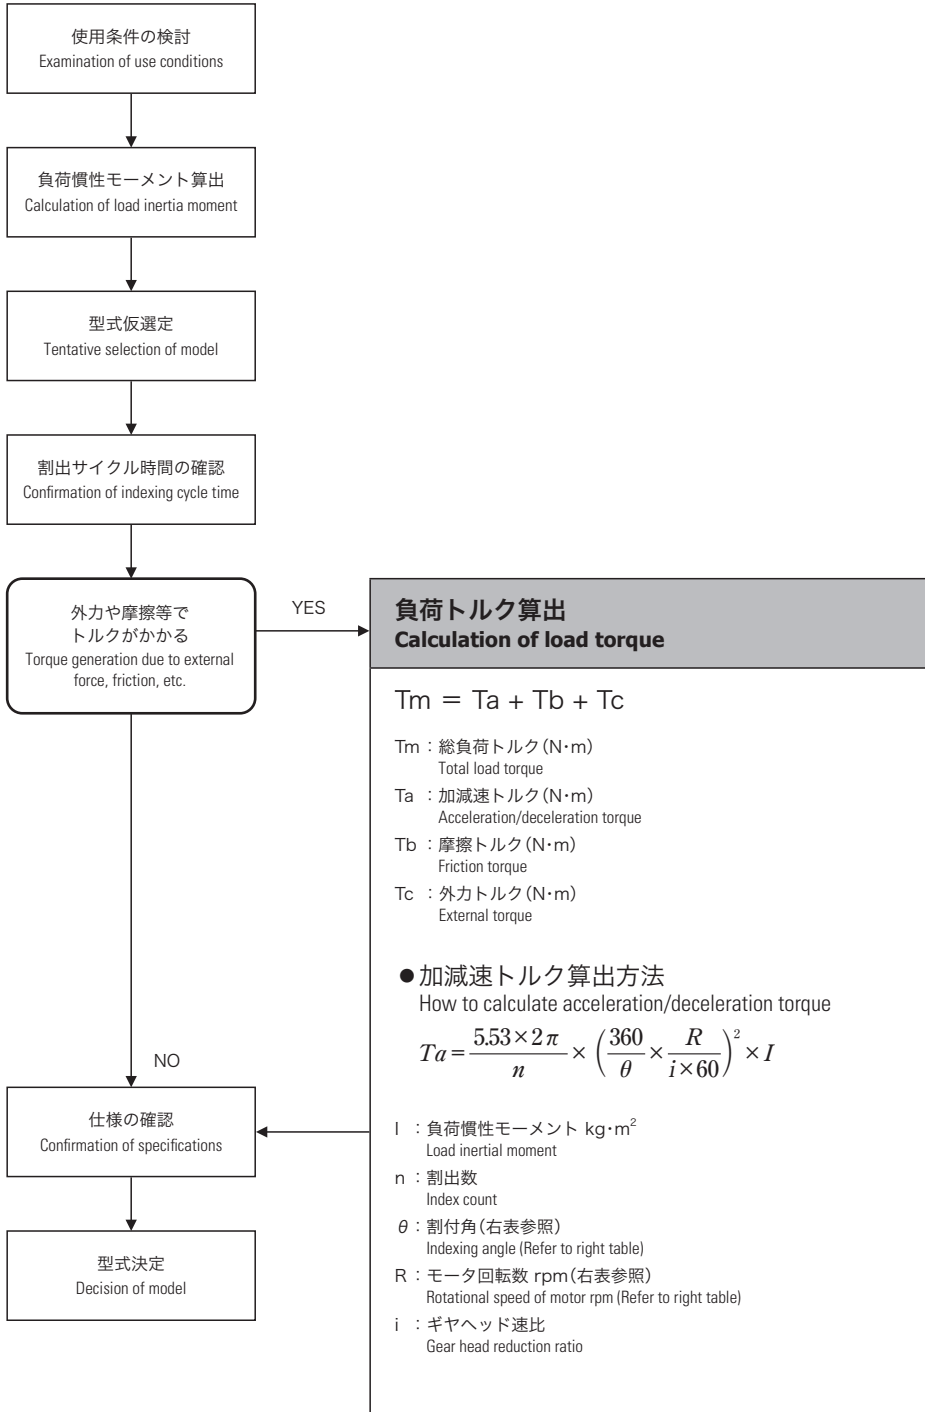 使用条件の検討
Examination of use conditions
負荷慣性モーメント算出
Calculation of load inertia moment
型式仮選定
Tentative selection of model
割出サイクル時間の確認
Confirmation of indexing cycle time
外力や摩擦等で
トルクがかかる
Torque generation due to external
force, friction, etc.
YES
NO
仕様の確認
Confirmation of specifications
型式決定
Decision of model
負荷トルク算出
Calculation of load torque
Tm = Ta + Tb + Tc
Tm：総負荷トルク(N·m)
Total load torque
Ta：加減速トルク(N·m)
Acceleration/deceleration torque
Tb：摩擦トルク(N·m)
Friction torque
Tc：外力トルク(N·m)
External torque
●加減速トルク算出方法
How to calculate acceleration/deceleration torque
Ta = 5.53×2π / n × (360 / θ × R / i×60)² × I
I：負荷慣性モーメント kg·m²
Load inertial moment
n：割出数
Index count
θ：割付角(右表参照)
Indexing angle (Refer to right table)
R：モータ回転数 rpm(右表参照)
Rotational speed of motor rpm (Refer to right table)
i：ギヤヘッド速比
Gear head reduction ratio